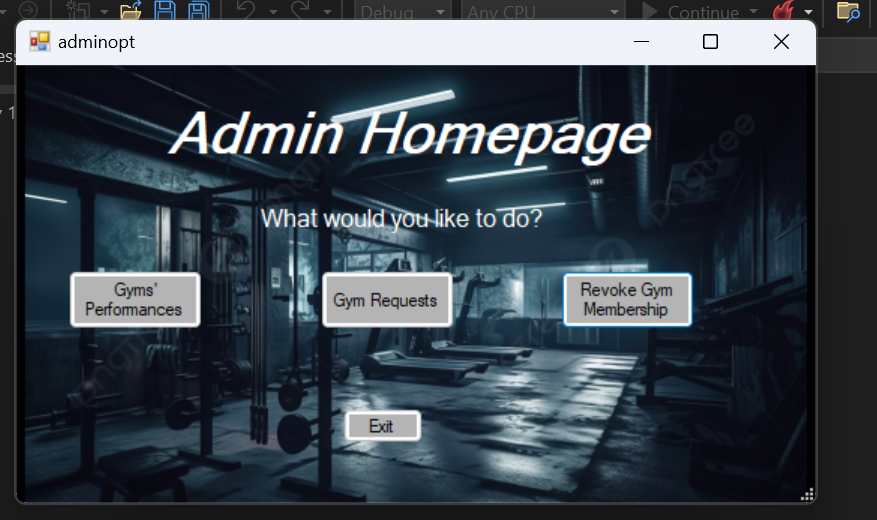 Debug
Any CPU
Continue
adminopt
Admin Homepage
What would you like to do?
Gyms'
Performances
Gym Requests
Revoke Gym
Membership
Exit
pngtree